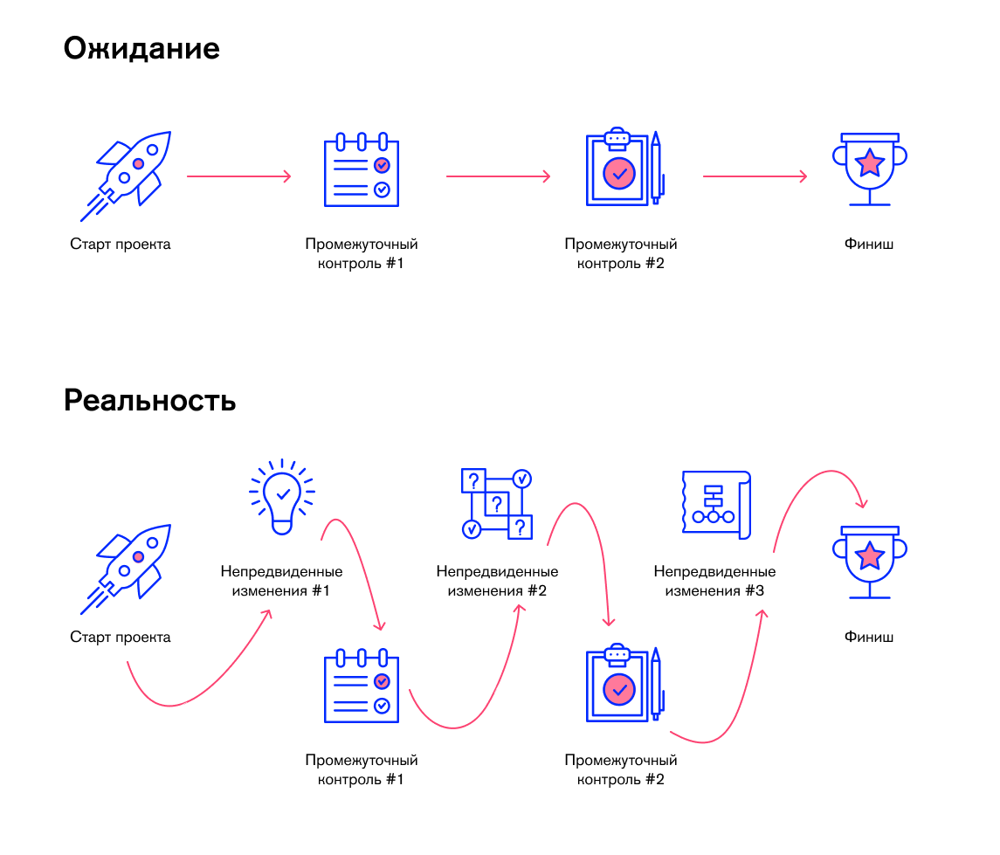 Ожидание
Старт проекта
Промежуточный
контроль #1
Промежуточный
контроль #2
Финиш
Реальность
Непредвиденные
изменения #1
Непредвиденные
изменения #2
Непредвиденные
изменения #3
Старт проекта
Финиш
Промежуточный
контроль #1
Промежуточный
контроль #2